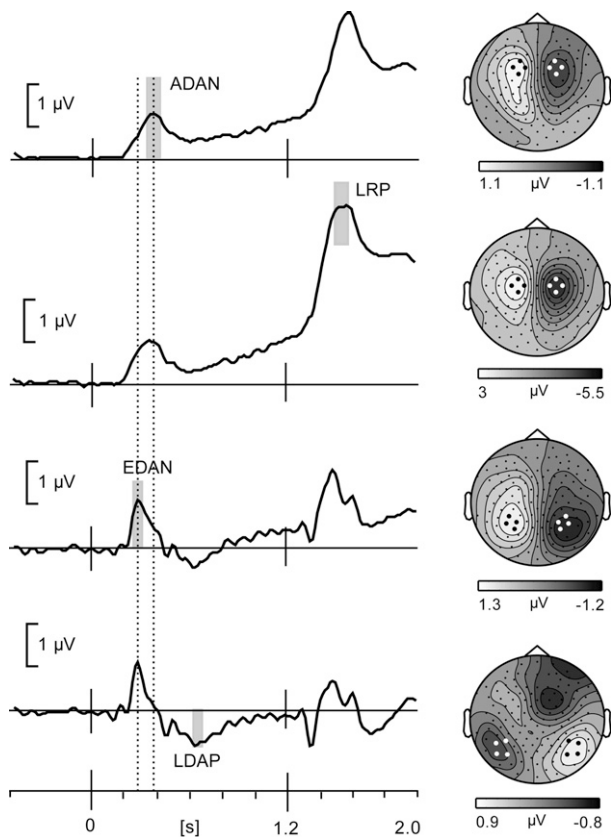 ADAN
1 µV
1.1 µV -1.1
LRP
1 µV
3 µV -5.5
EDAN
1 µV
1.3 µV -1.2
1 µV
LDAP
0.9 µV -0.8
0 [s] 1.2 2.0